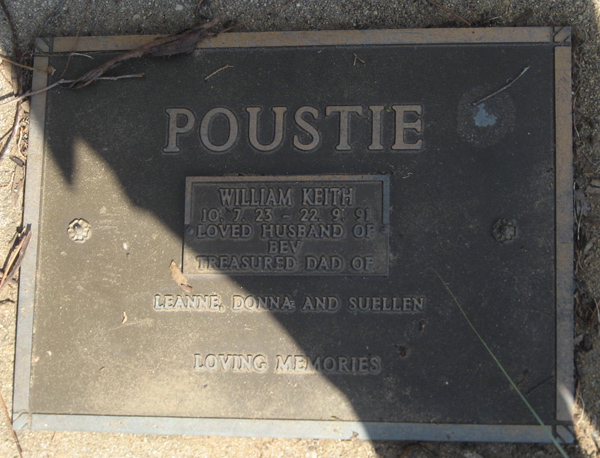 POUSTIE
WILLIAM KEITH
10. 7. 23 - 22. 9. 91
LOVED HUSBAND OF
BEV
TREASURED DAD OF
LEANNE, DONNA AND SUELLEN
LOVING MEMORIES